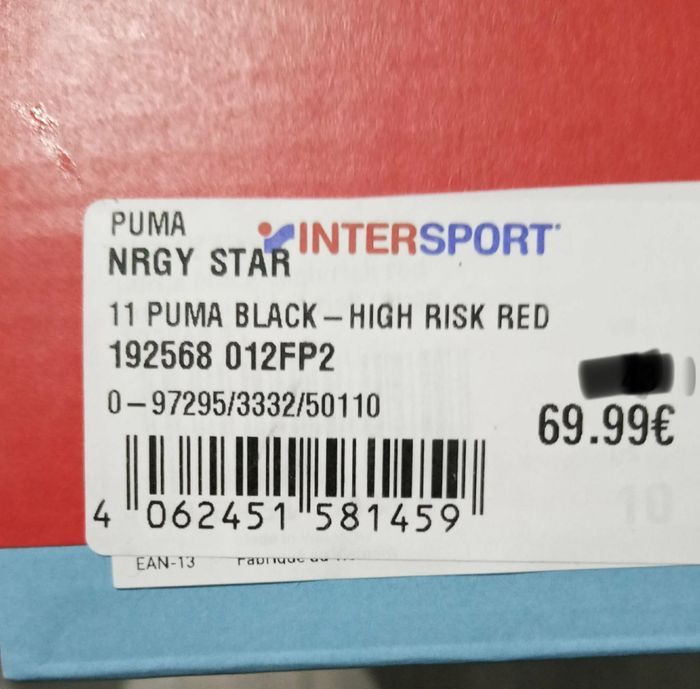 PUMA
INTERSPORT
NRGY STAR
11 PUMA BLACK – HIGH RISK RED
192568 012FP2
0 – 97295/3332/50110
69.99€
4 062451 581459
10
EAN-13